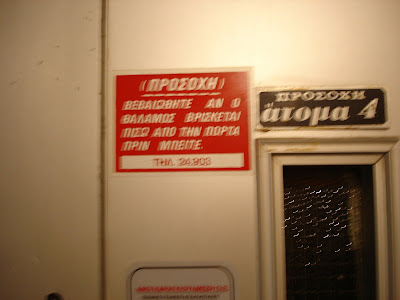 (ΠΡΟΣΟΧΗ)
ΒΕΒΑΙΩΘΗΤΕ ΑΝ Ο
ΘΑΛΑΜΟΣ ΒΡΙΣΚΕΤΑΙ
ΠΙΣΩ ΑΠΟ ΤΗΝ ΠΟΡΤΑ
ΠΡΙΝ ΜΠΕΙΤΕ.
ΤΗΛ. 24.903
ΠΡΟΣΟΧΗ
άτομα 4